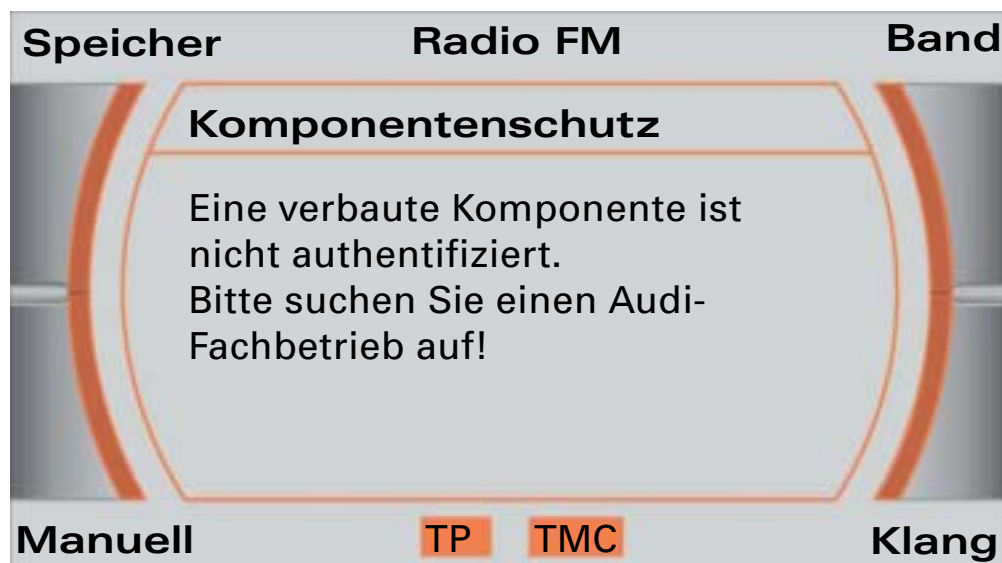 Speicher Radio FM Band
Komponentenschutz
Eine verbaute Komponente ist
nicht authentifiziert.
Bitte suchen Sie einen Audi-
Fachbetrieb auf!
Manuell TP TMC Klang